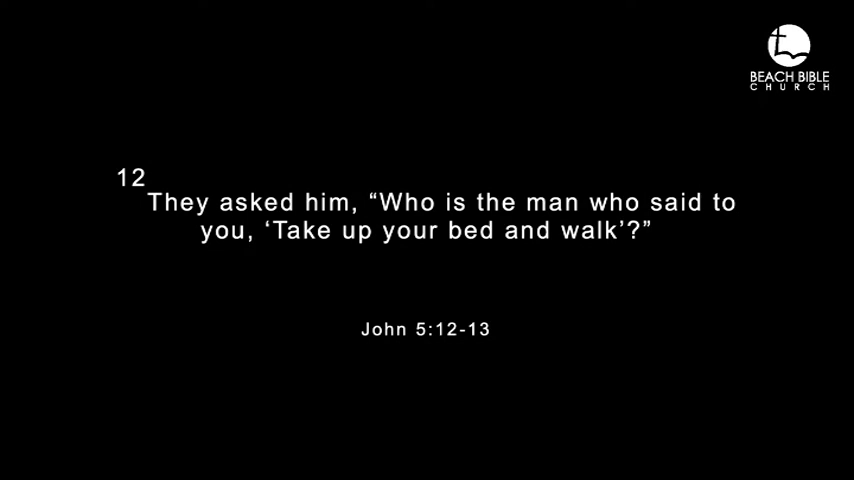 BEACH BIBLE
CHURCH
12
They asked him, “Who is the man who said to
you, ‘Take up your bed and walk’?”
John 5:12-13